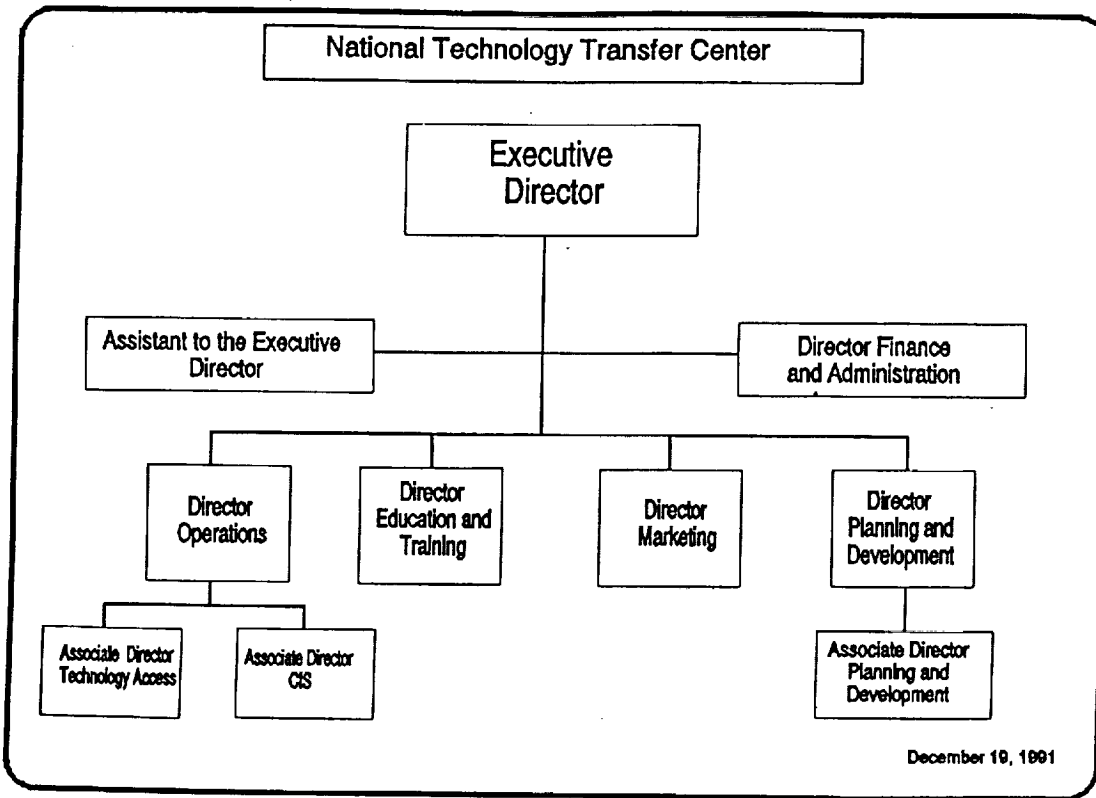 National Technology Transfer Center
Executive
Director
Assistant to the Executive
Director
Director Finance
and Administration
Director
Operations
Director
Education and
Training
Director
Marketing
Director
Planning and
Development
Associate Director
Technology Access
Associate Director
CIS
Associate Director
Planning and
Development
December 19, 1991